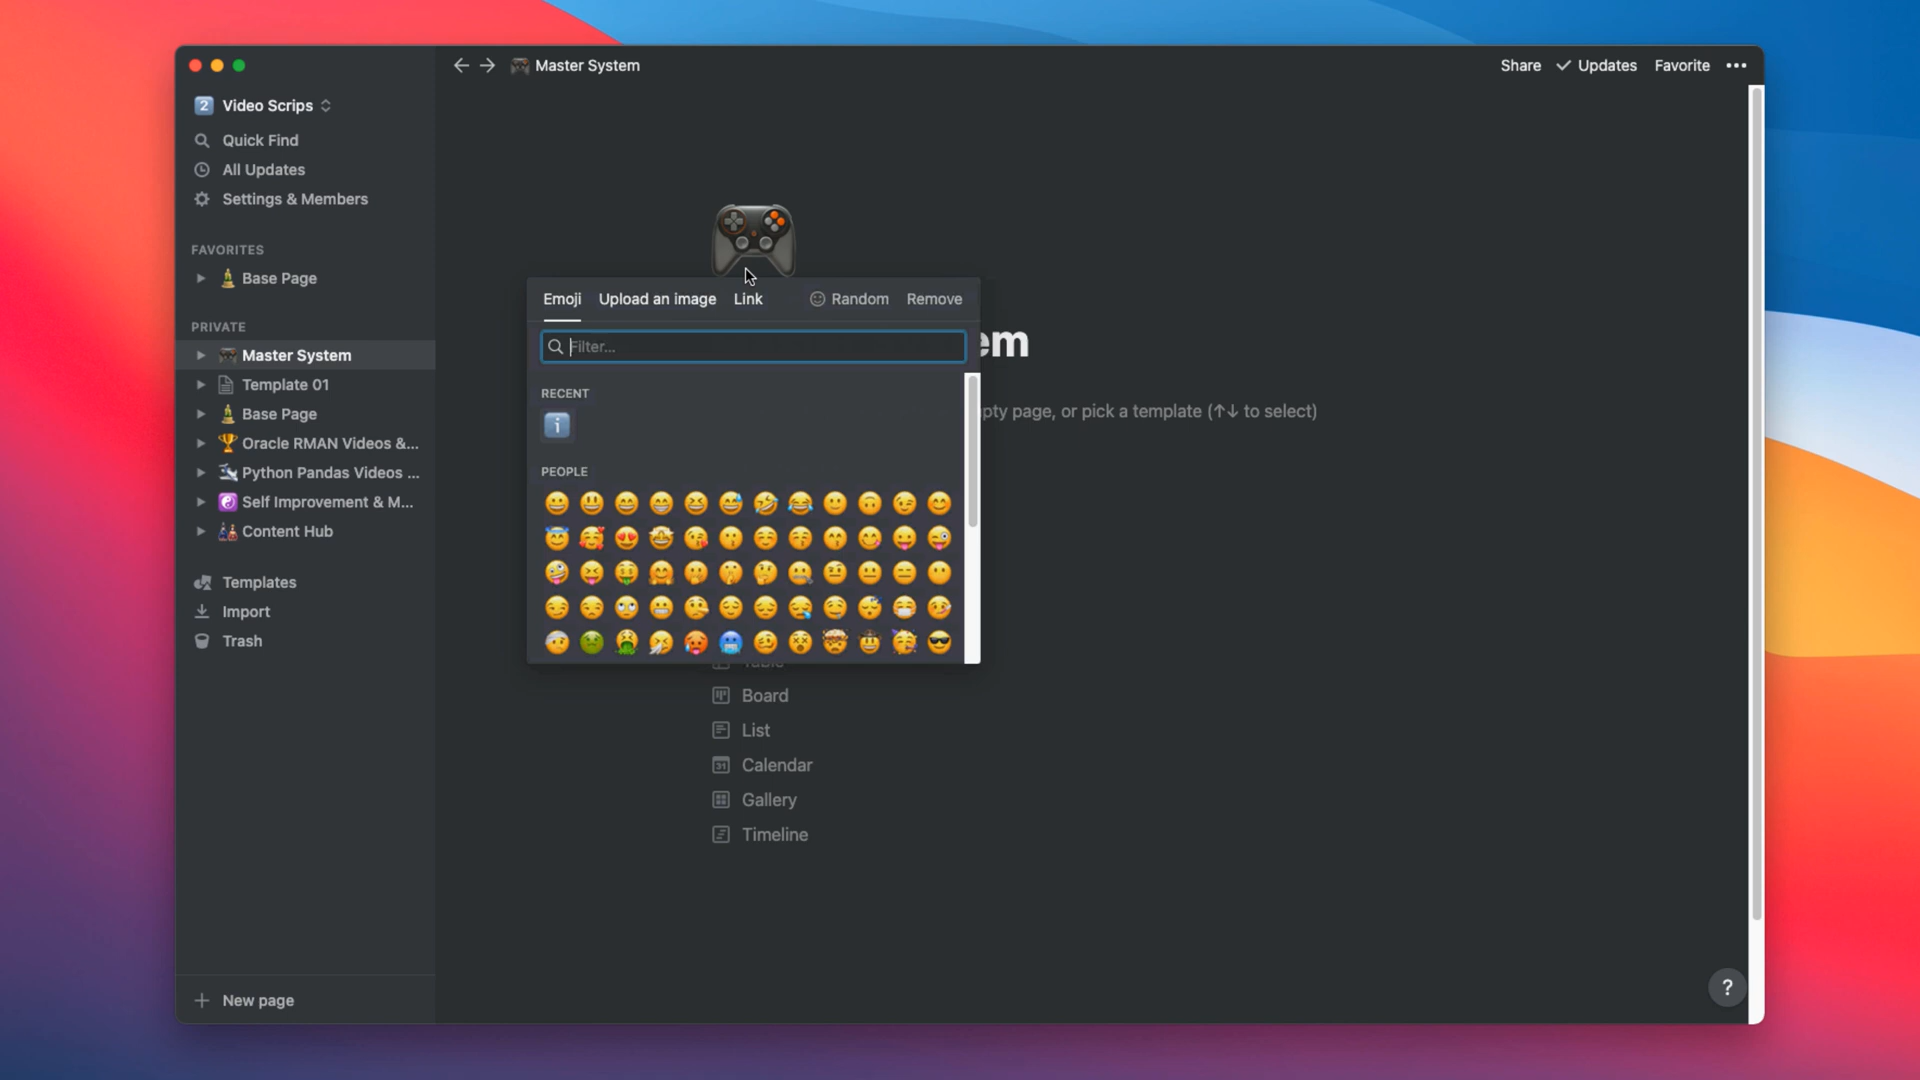 Master System
Share
Updates
Favorite
2
Video Scrips
Quick Find
All Updates
Settings & Members
FAVORITES
Base Page
PRIVATE
Master System
Template 01
Base Page
Oracle RMAN Videos &...
Python Pandas Videos ...
Self Improvement & M...
Content Hub
Templates
Import
Trash
New page
Emoji
Upload an image
Link
Random
Remove
Filter...
em
pty page, or pick a template (↑↓ to select)
RECENT
PEOPLE
Table
Board
List
31
Calendar
Gallery
Timeline
?